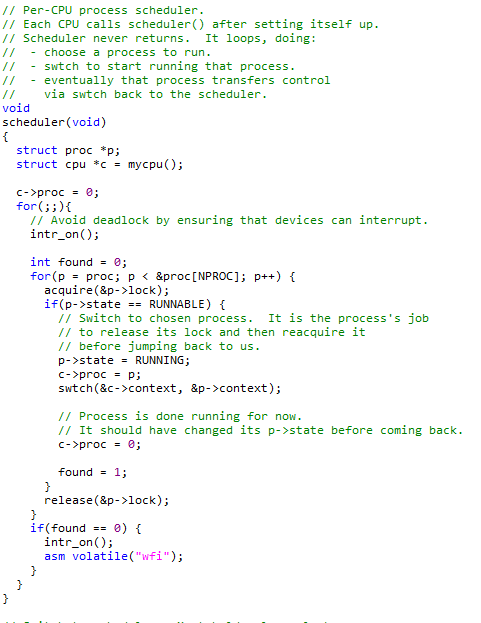 // Per-CPU process scheduler.
// Each CPU calls scheduler() after setting itself up.
// Scheduler never returns.  It loops, doing:
//  - choose a process to run.
//  - swtch to start running that process.
//  - eventually that process transfers control
//    via swtch back to the scheduler.
void
scheduler(void)
{
  struct proc *p;
  struct cpu *c = mycpu();

  c->proc = 0;
  for(;;){
    // Avoid deadlock by ensuring that devices can interrupt.
    intr_on();

    int found = 0;
    for(p = proc; p < &proc[NPROC]; p++) {
      acquire(&p->lock);
      if(p->state == RUNNABLE) {
        // Switch to chosen process.  It is the process's job
        // to release its lock and then reacquire it
        // before jumping back to us.
        p->state = RUNNING;
        c->proc = p;
        swtch(&c->context, &p->context);

        // Process is done running for now.
        // It should have changed its p->state before coming back.
        c->proc = 0;

        found = 1;
      }
      release(&p->lock);
    }
    if(found == 0) {
      intr_on();
      asm volatile("wfi");
    }
  }
}